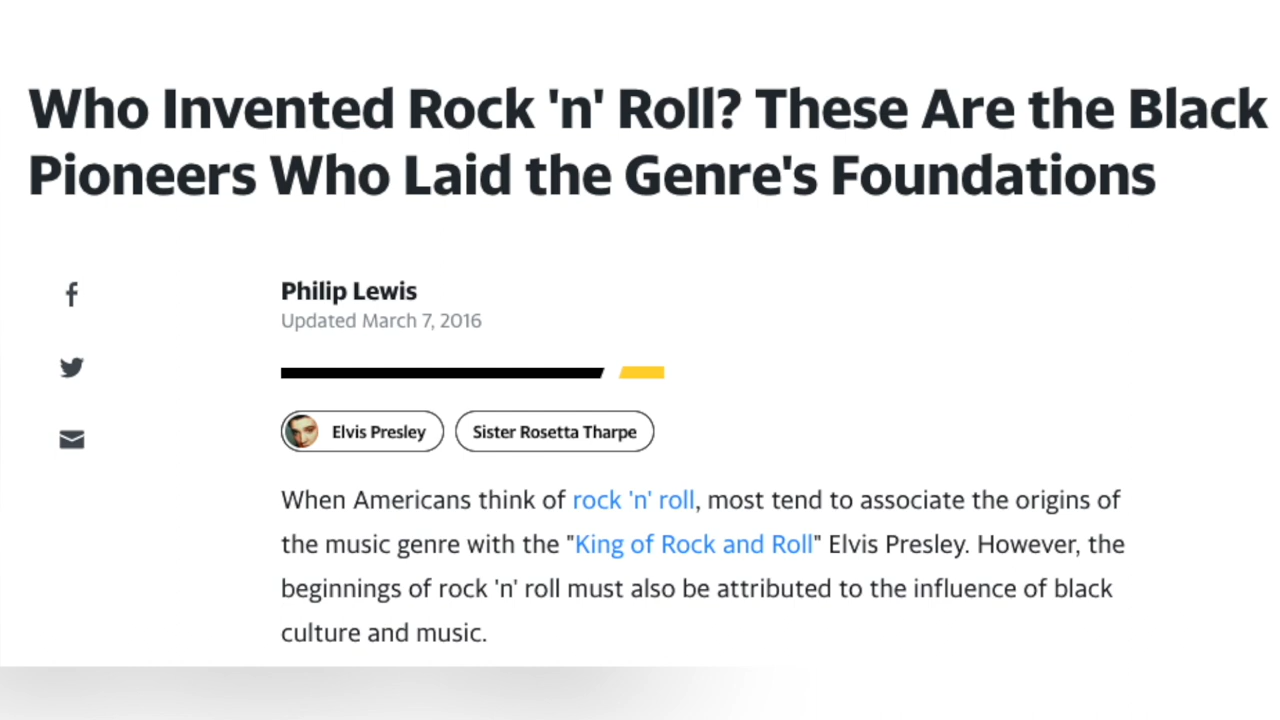 Who Invented Rock 'n' Roll? These Are the Black
Pioneers Who Laid the Genre's Foundations
Philip Lewis
Updated March 7, 2016
Elvis Presley
Sister Rosetta Tharpe
When Americans think of rock 'n' roll, most tend to associate the origins of
the music genre with the "King of Rock and Roll" Elvis Presley. However, the
beginnings of rock 'n' roll must also be attributed to the influence of black
culture and music.